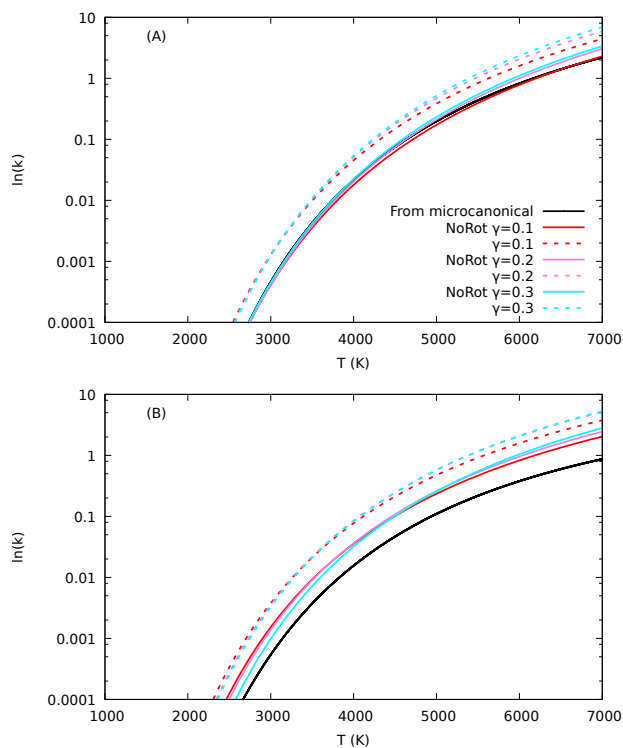 10
(A)
1
0.1
ln(k)
0.01
From microcanonical
NoRot γ=0.1
γ=0.1
0.001
NoRot γ=0.2
γ=0.2
NoRot γ=0.3
γ=0.3
0.0001
1000 2000 3000 4000 5000 6000 7000
T (K)
10
(B)
1
0.1
ln(k)
0.01
0.001
0.0001
1000 2000 3000 4000 5000 6000 7000
T (K)